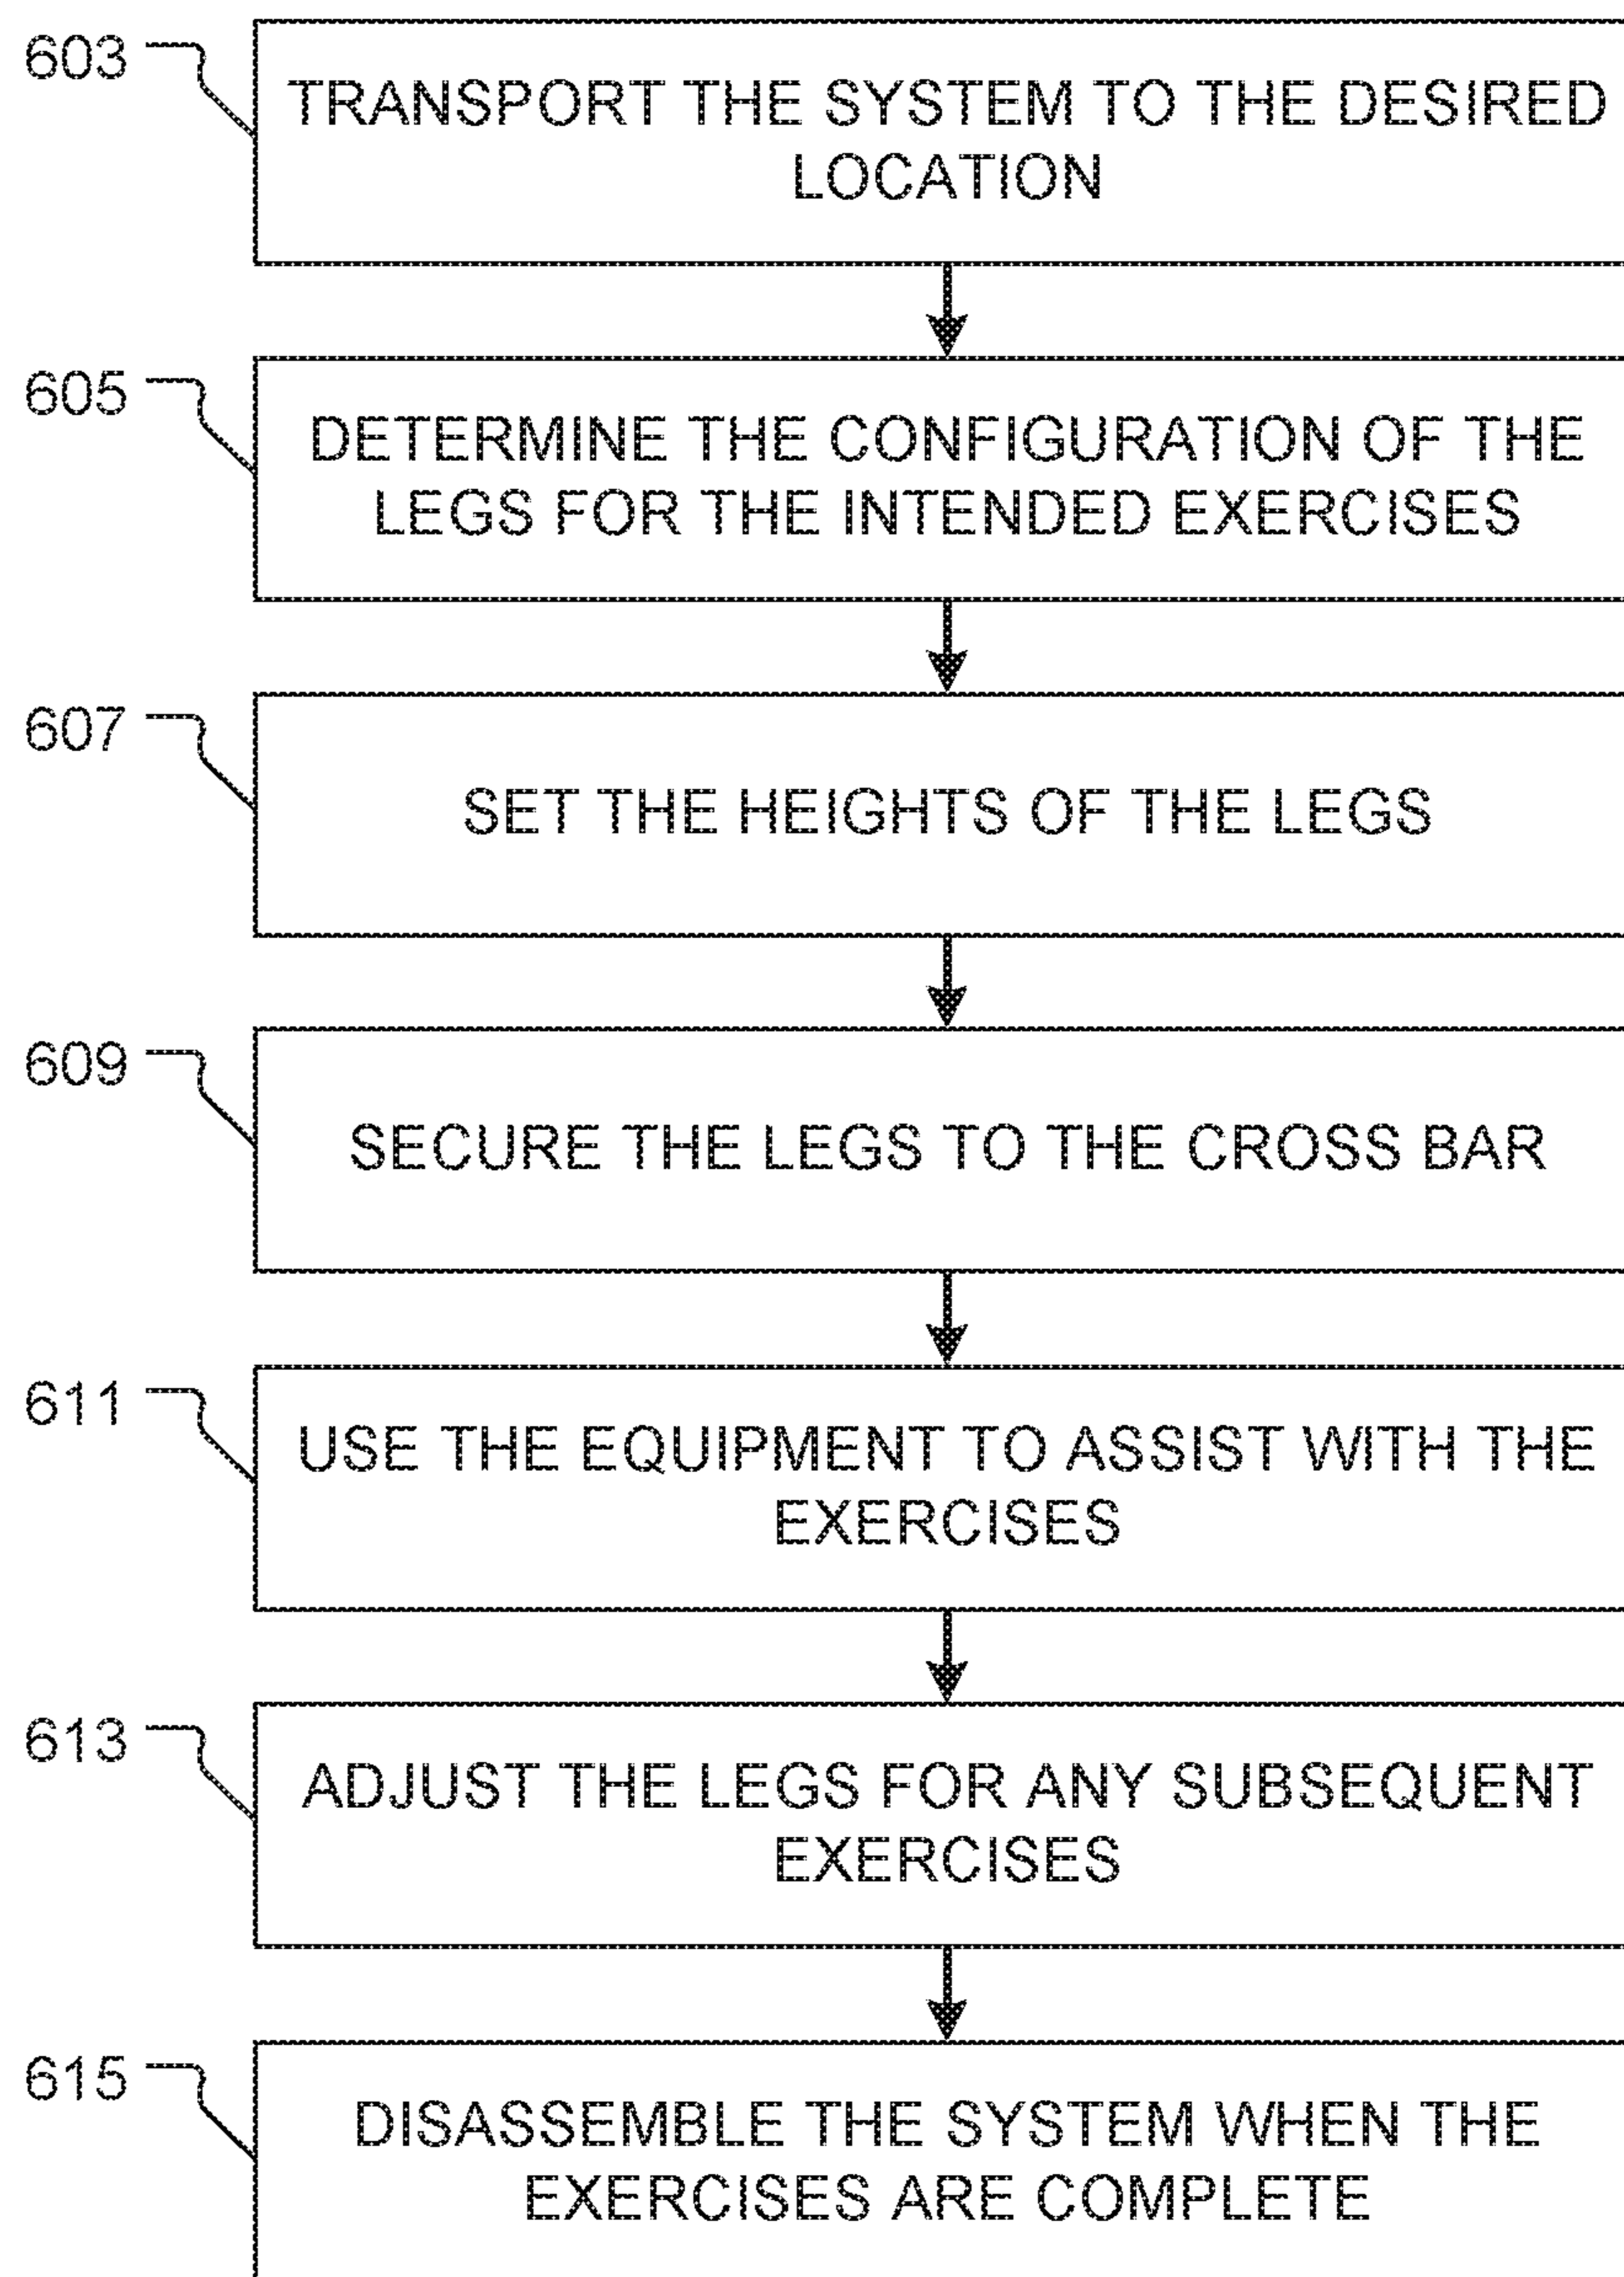 603
TRANSPORT THE SYSTEM TO THE DESIRED
LOCATION
605
DETERMINE THE CONFIGURATION OF THE
LEGS FOR THE INTENDED EXERCISES
607
SET THE HEIGHTS OF THE LEGS
609
SECURE THE LEGS TO THE CROSS BAR
611
USE THE EQUIPMENT TO ASSIST WITH THE
EXERCISES
613
ADJUST THE LEGS FOR ANY SUBSEQUENT
EXERCISES
615
DISASSEMBLE THE SYSTEM WHEN THE
EXERCISES ARE COMPLETE